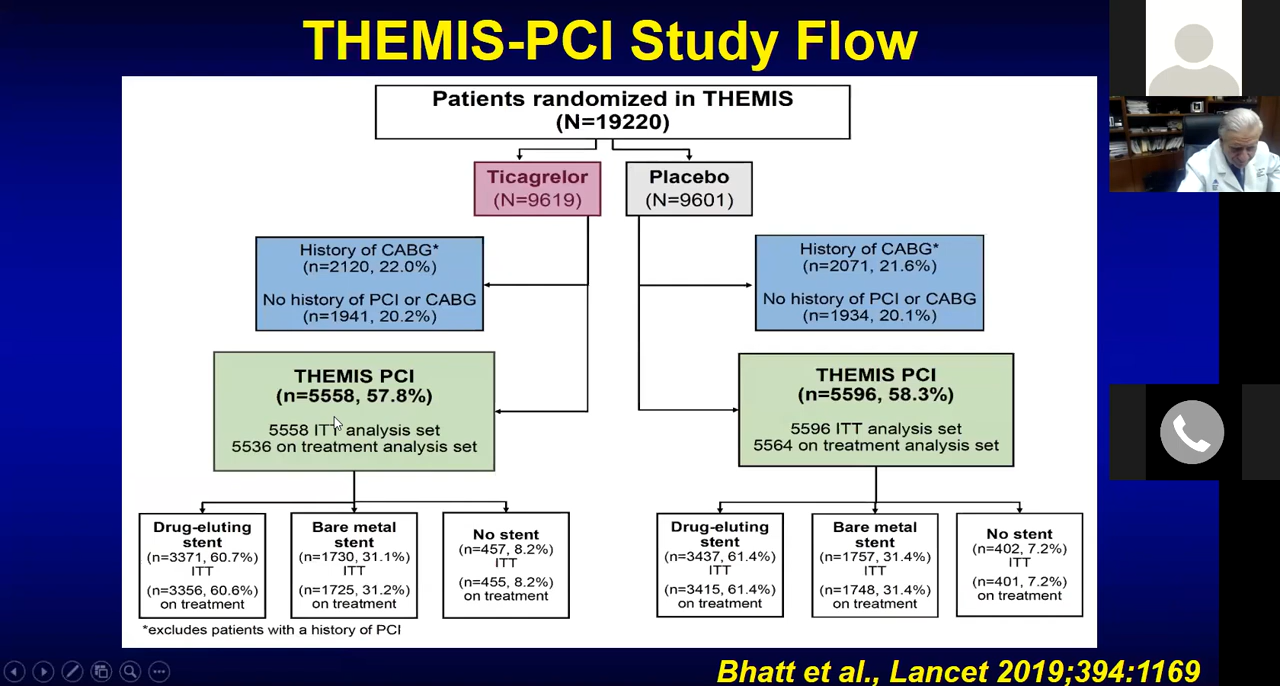 THEMIS-PCI Study Flow
Patients randomized in THEMIS
(N=19220)
Ticagrelor
(N=9619)
Placebo
(N=9601)
History of CABG*
(n=2120, 22.0%)
No history of PCI or CABG
(n=1941, 20.2%)
History of CABG*
(n=2071, 21.6%)
No history of PCI or CABG
(n=1934, 20.1%)
THEMIS PCI
(n=5558, 57.8%)
5558 ITT analysis set
5536 on treatment analysis set
THEMIS PCI
(n=5596, 58.3%)
5596 ITT analysis set
5564 on treatment analysis set
Drug-eluting
stent
(n=3371, 60.7%)
ITT
(n=3356, 60.6%)
on treatment
Bare metal
stent
(n=1730, 31.1%)
ITT
(n=1725, 31.2%)
on treatment
No stent
(n=457, 8.2%)
ITT
(n=455, 8.2%)
on treatment
Drug-eluting
stent
(n=3437, 61.4%)
ITT
(n=3415, 61.4%)
on treatment
Bare metal
stent
(n=1757, 31.4%)
ITT
(n=1748, 31.4%)
on treatment
No stent
(n=402, 7.2%)
ITT
(n=401, 7.2%)
on treatment
*excludes patients with a history of PCI
Bhatt et al., Lancet 2019;394:1169